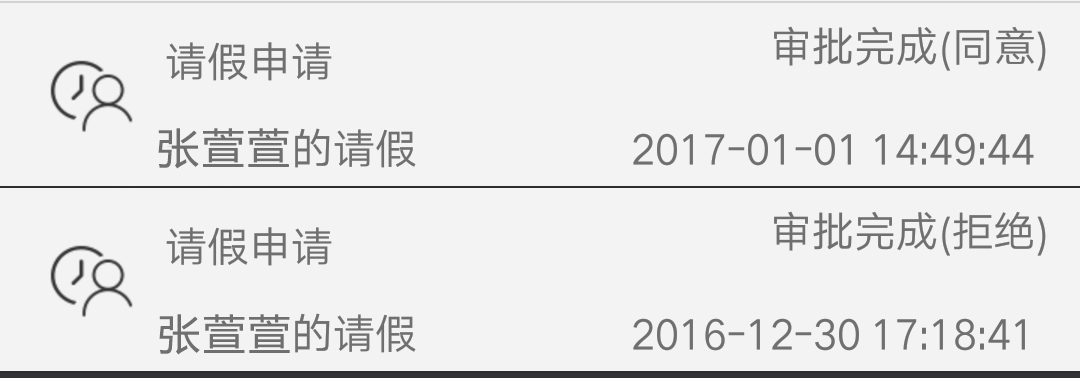 请假申请
审批完成(同意)
张萱萱的请假
2017-01-01 14:49:44
请假申请
审批完成(拒绝)
张萱萱的请假
2016-12-30 17:18:41